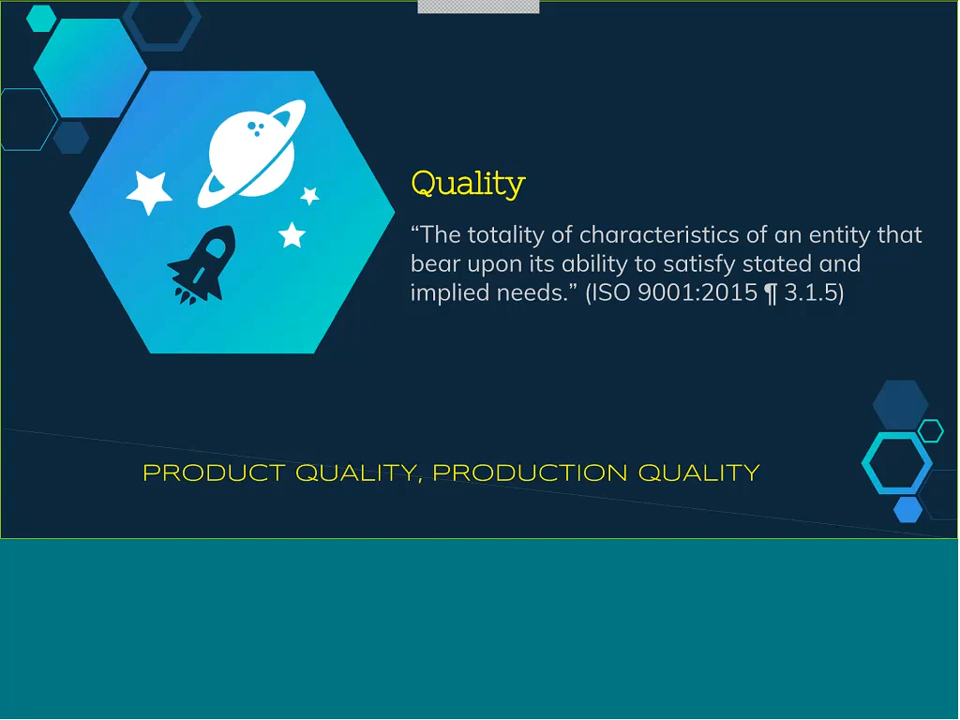 Quality
“The totality of characteristics of an entity that
bear upon its ability to satisfy stated and
implied needs.” (ISO 9001:2015 ¶ 3.1.5)
PRODUCT QUALITY, PRODUCTION QUALITY